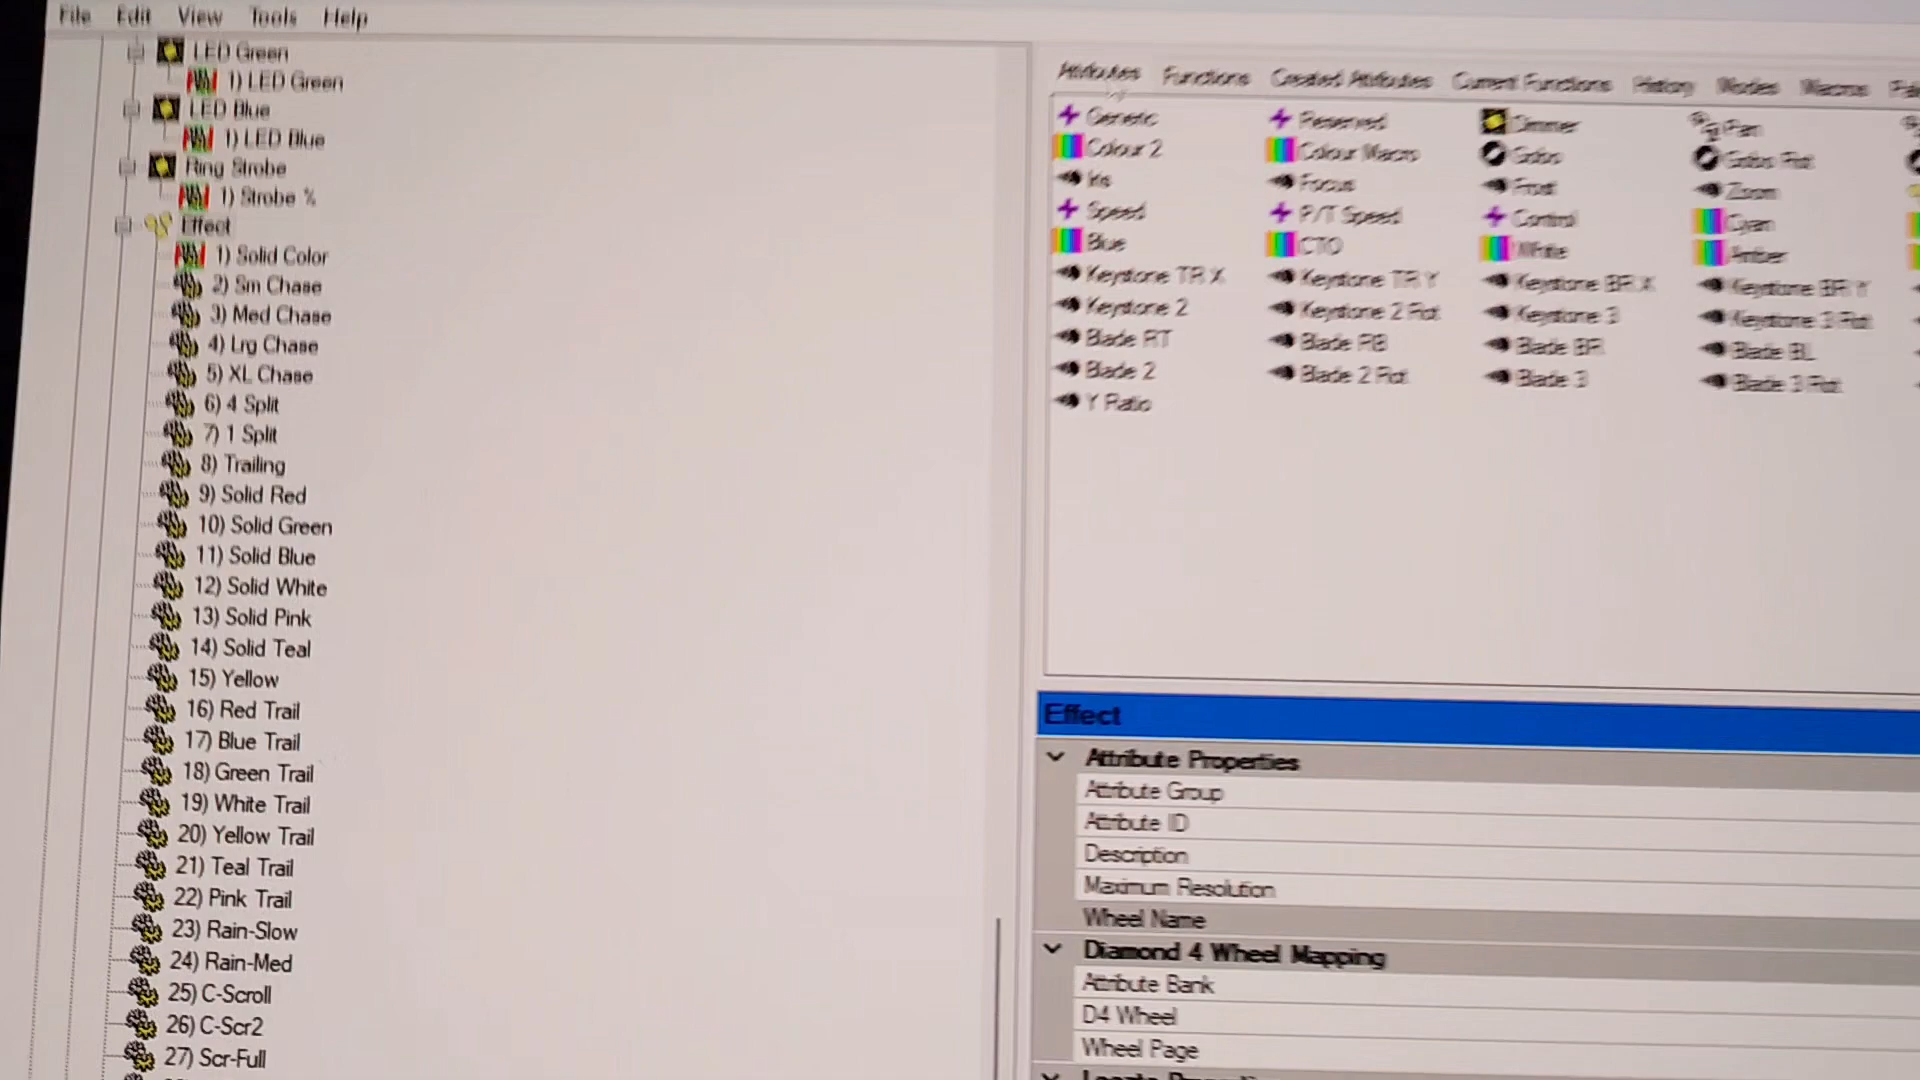 File Edit View Tools Help
LED Green
1) LED Green
LED Blue
1) LED Blue
Ring Strobe
1) Strobe %
Effect
1) Solid Color
2) Sm Chase
3) Med Chase
4) Lrg Chase
5) XL Chase
6) 4 Split
7) 1 Split
8) Trailing
9) Solid Red
10) Solid Green
11) Solid Blue
12) Solid White
13) Solid Pink
14) Solid Teal
15) Yellow
16) Red Trail
17) Blue Trail
18) Green Trail
19) White Trail
20) Yellow Trail
21) Teal Trail
22) Pink Trail
23) Rain-Slow
24) Rain-Med
25) C-Scroll
26) C-Scr2
27) Scr-Full
Attributes Functions Created Attributes Current Functions History Modes Macros
Generic Reserved Dimmer Pan
Colour 2 Colour Macro Gobo Gobo Rot
Iris Focus Frost Zoom
Speed P/T Speed Control Cyan
Blue CTO White Amber
Keystone TR X Keystone TR Y Keystone BR X Keystone BR Y
Keystone 2 Keystone 2 Rot Keystone 3 Keystone 3 Rot
Blade RT Blade RB Blade BR Blade BL
Blade 2 Blade 2 Rot Blade 3 Blade 3 Rot
Y Ratio
Effect
Attribute Properties
Attribute Group
Attribute ID
Description
Maximum Resolution
Wheel Name
Diamond 4 Wheel Mapping
Attribute Bank
D4 Wheel
Wheel Page